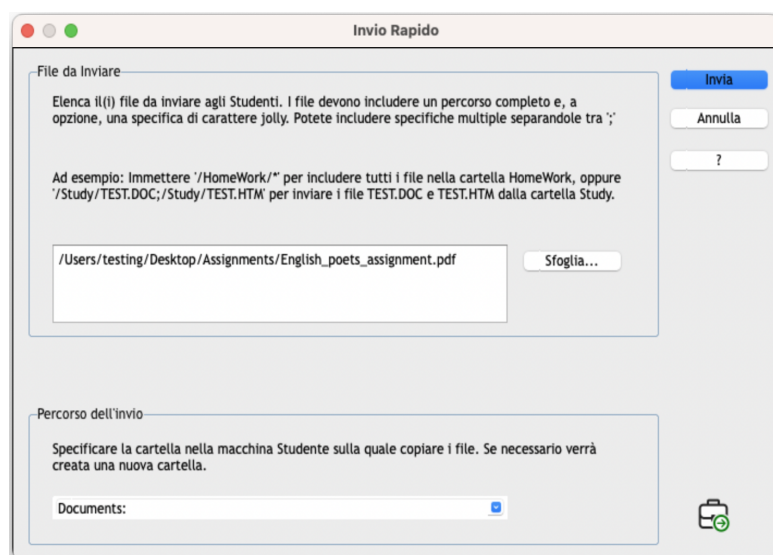 Invio Rapido
File da Inviare
Elenca il(i) file da inviare agli Studenti. I file devono includere un percorso completo e, a
opzione, una specifica di carattere jolly. Potete includere specifiche multiple separandole tra ';'
Ad esempio: Immettere '/HomeWork/*' per includere tutti i file nella cartella HomeWork, oppure
'/Study/TEST.DOC;/Study/TEST.HTM' per inviare i file TEST.DOC e TEST.HTM dalla cartella Study.
/Users/testing/Desktop/Assignments/English_poets_assignment.pdf
Sfoglia...
Invia
Annulla
?
Percorso dell'invio
Specificare la cartella nella macchina Studente sulla quale copiare i file. Se necessario verrà
creata una nuova cartella.
Documents: